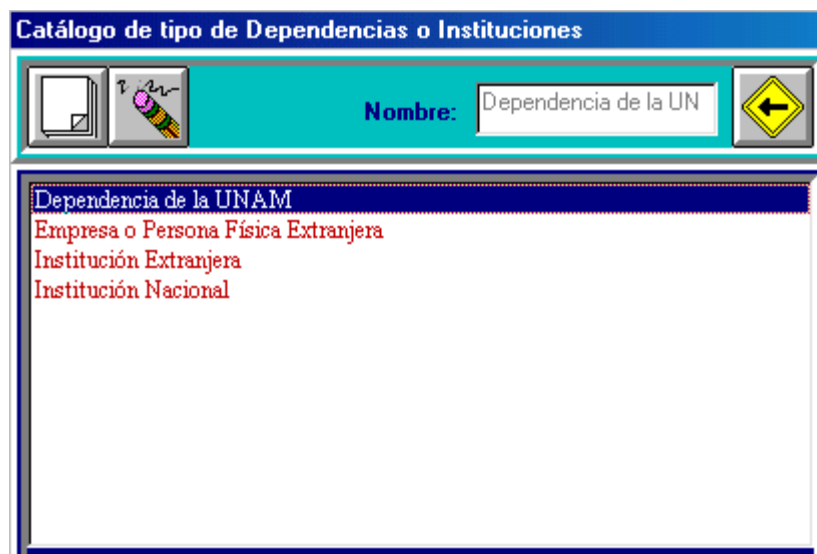 Catálogo de tipo de Dependencias o Instituciones
Nombre: Dependencia de la UN
Dependencia de la UNAM
Empresa o Persona Física Extranjera
Institución Extranjera
Institución Nacional